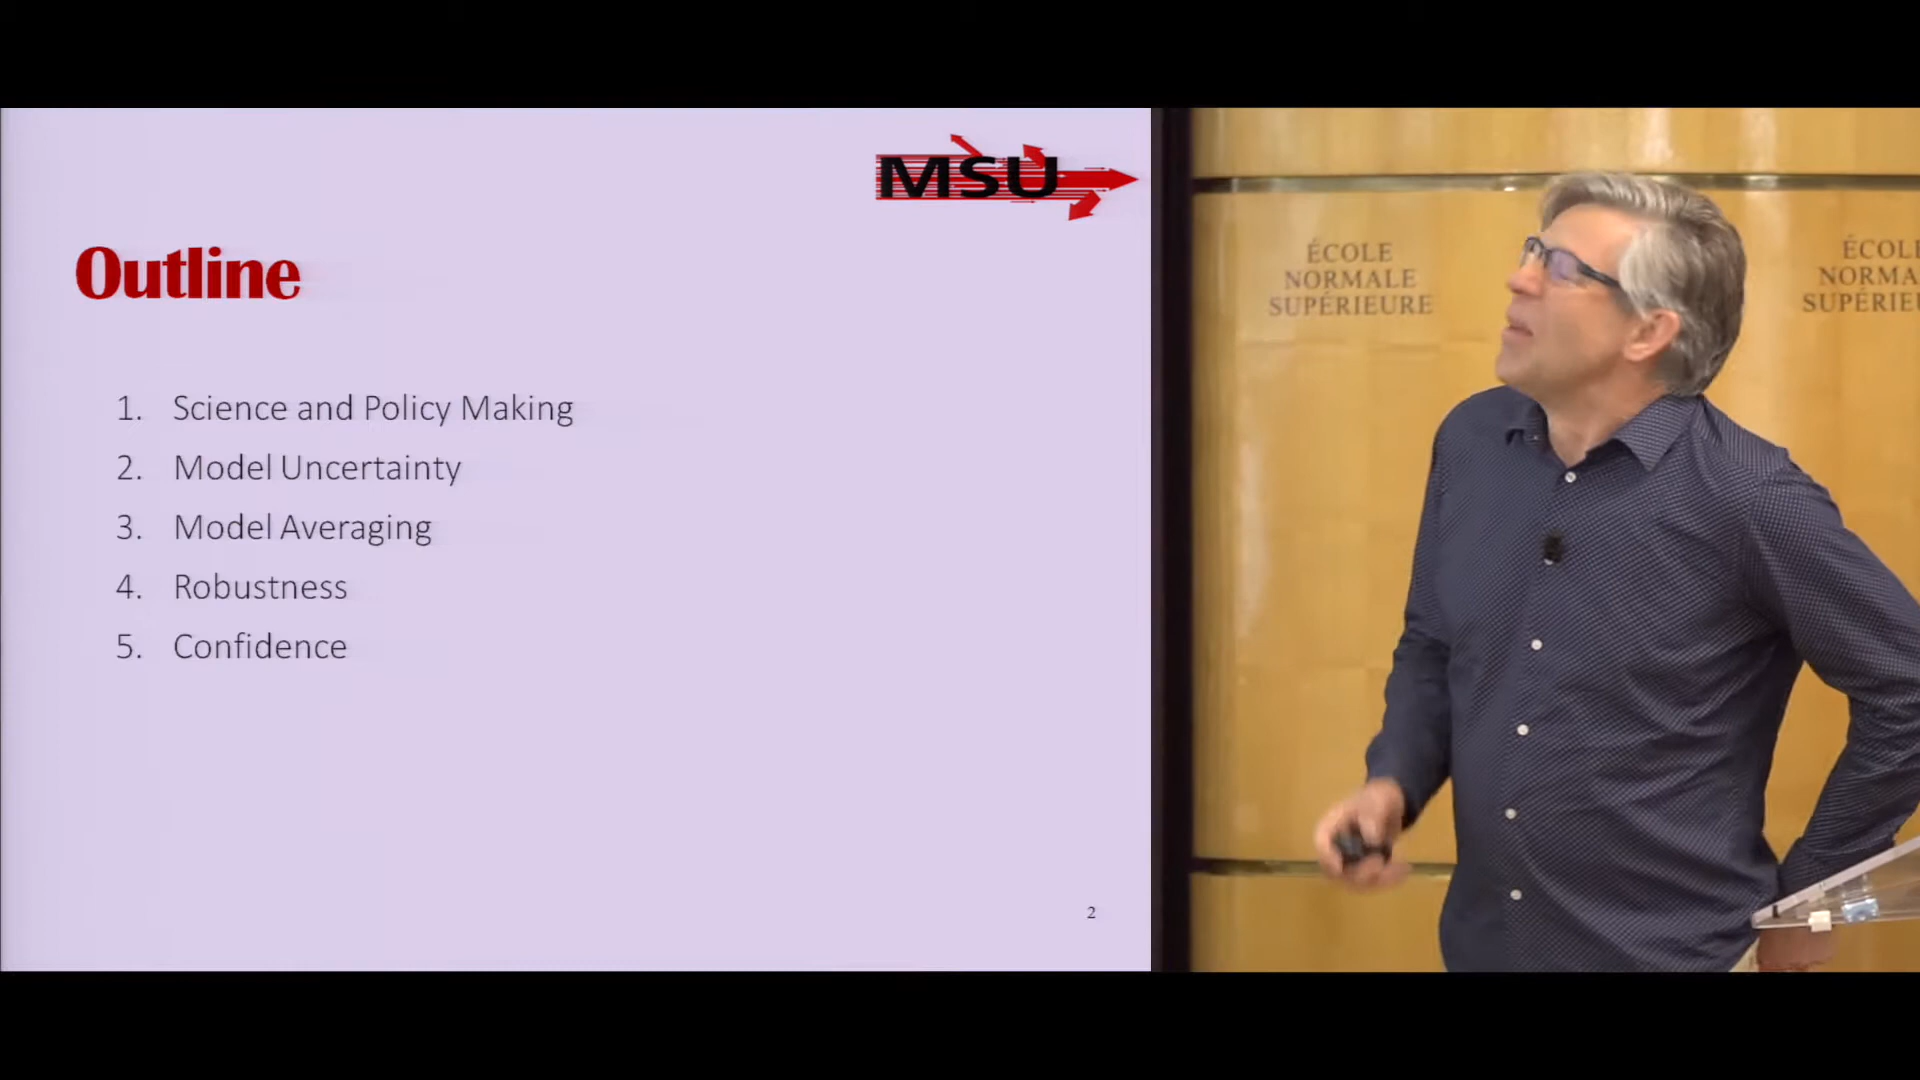 MSU
Outline
1. Science and Policy Making
2. Model Uncertainty
3. Model Averaging
4. Robustness
5. Confidence
2
ÉCOLE
NORMALE
SUPÉRIEURE
ÉCOLE